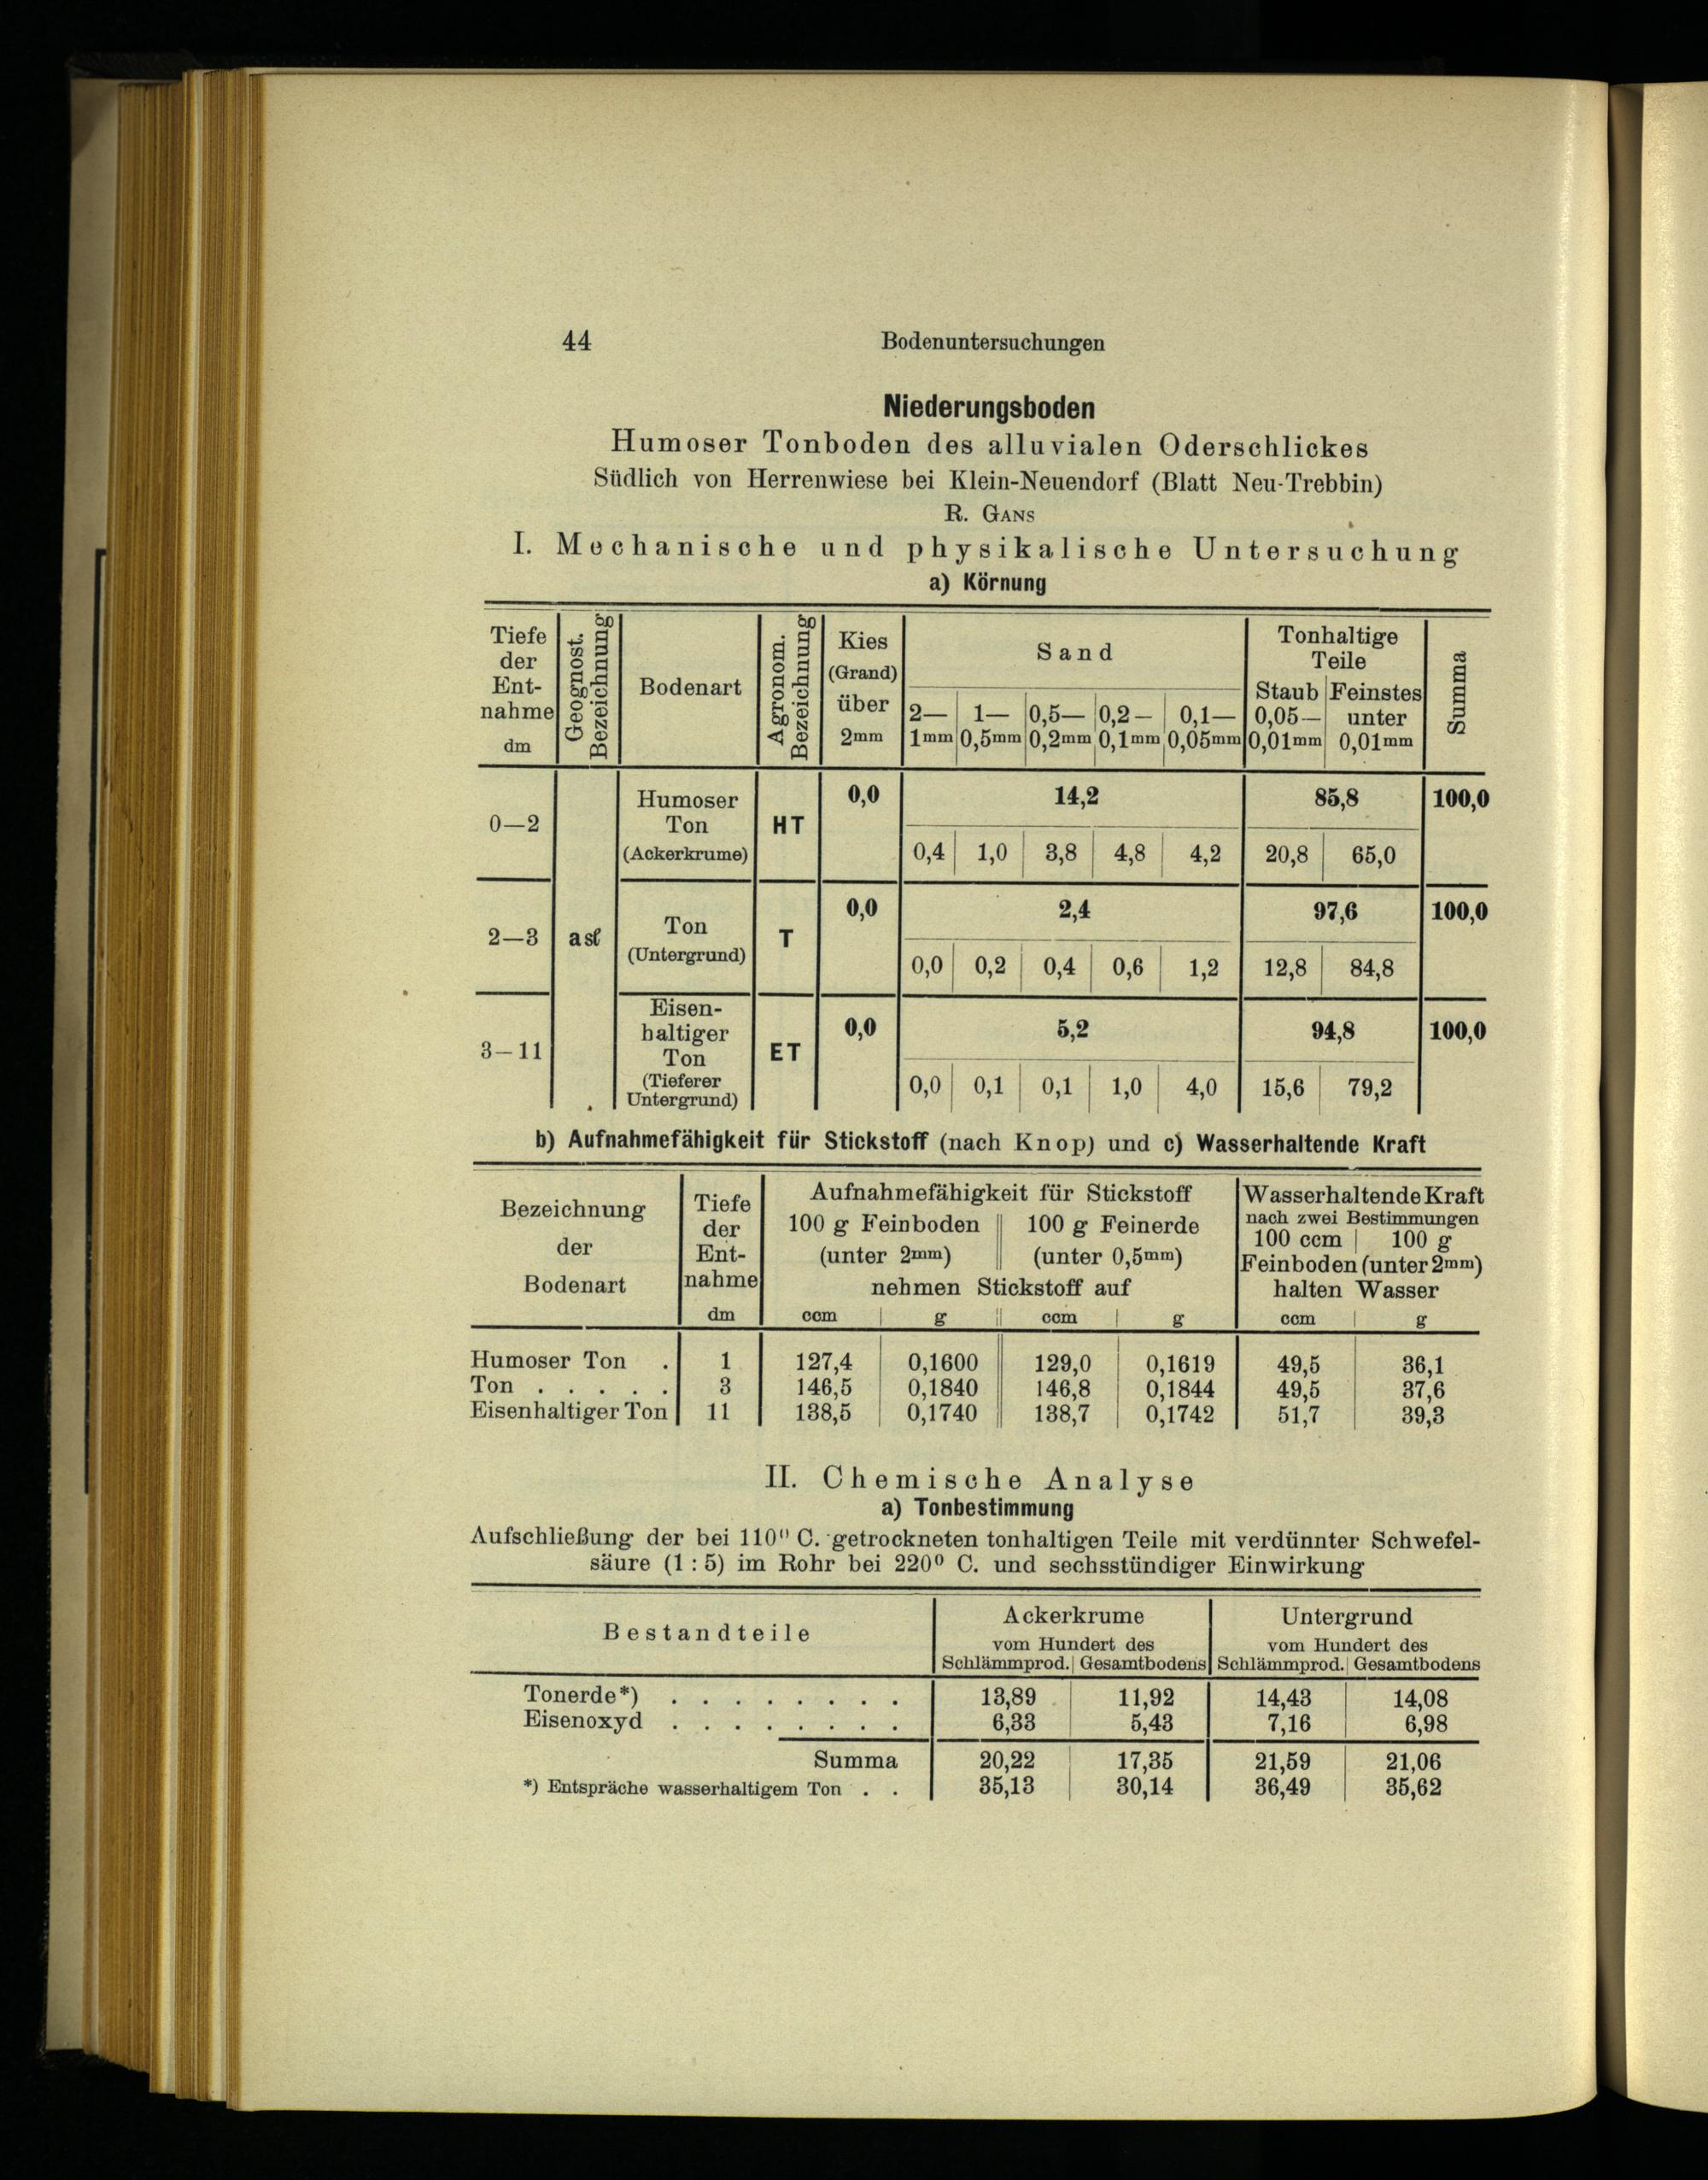 44 Bodenuntersuchungen
Niederungsboden
Humoser Tonboden des alluvialen Oderschlickes
Südlich von Herrenwiese bei Klein-Neuendorf (Blatt Neu-Trebbin)
R. GANS
I. Mechanische und physikalische Untersuchung
a) Körnung
Tiefe der Ent- nahme dm
Geognost. Bezeichnung
Bodenart
Agronom. Bezeichnung
Kies (Grand) über 2mm
Sand
2— 1mm
1— 0,5mm
0,5— 0,2mm
0,2— 0,1mm
0,1— 0,05mm
Tonhaltige Teile
Staub 0,05— 0,01mm
Feinstes unter 0,01mm
Summa
Humoser 0,0 14,2 85,8 100,0
0—2 Ton HT
(Ackerkrume) 0,4 1,0 3,8 4,8 4,2 20,8 65,0
0,0 2,4 97,6 100,0
2—3 asf Ton T
(Untergrund) 0,0 0,2 0,4 0,6 1,2 12,8 84,8
Eisen-
haltiger 0,0 5,2 94,8 100,0
3—11 Ton ET
(Tieferer 0,0 0,1 0,1 1,0 4,0 15,6 79,2
Untergrund)
b) Aufnahmefähigkeit für Stickstoff (nach Knop) und c) Wasserhaltende Kraft
Bezeichnung der Bodenart
Tiefe der Ent- nahme dm
Aufnahmefähigkeit für Stickstoff
100 g Feinboden 100 g Feinerde
(unter 2mm) (unter 0,5mm)
nehmen Stickstoff auf
ccm g ccm g
Wasserhaltende Kraft
nach zwei Bestimmungen
100 ccm 100 g
Feinboden (unter 2mm)
halten Wasser
ccm g
Humoser Ton . 1 127,4 0,1600 129,0 0,1619 49,5 36,1
Ton . . . . . 3 146,5 0,1840 146,8 0,1844 49,5 37,6
Eisenhaltiger Ton 11 138,5 0,1740 138,7 0,1742 51,7 39,3
II. Chemische Analyse
a) Tonbestimmung
Aufschließung der bei 110⁰ C. getrockneten tonhaltigen Teile mit verdünnter Schwefel-
säure (1 : 5) im Rohr bei 220⁰ C. und sechsstündiger Einwirkung
Bestandteile
Ackerkrume Untergrund
vom Hundert des vom Hundert des
Schlämmprod. Gesamtbodens Schlämmprod. Gesamtbodens
Tonerde*) . . . . . . . . 13,89 11,92 14,43 14,08
Eisenoxyd . . . . . . . . 6,33 5,43 7,16 6,98
Summa 20,22 17,35 21,59 21,06
*) Entspräche wasserhaltigem Ton . . 35,13 30,14 36,49 35,62